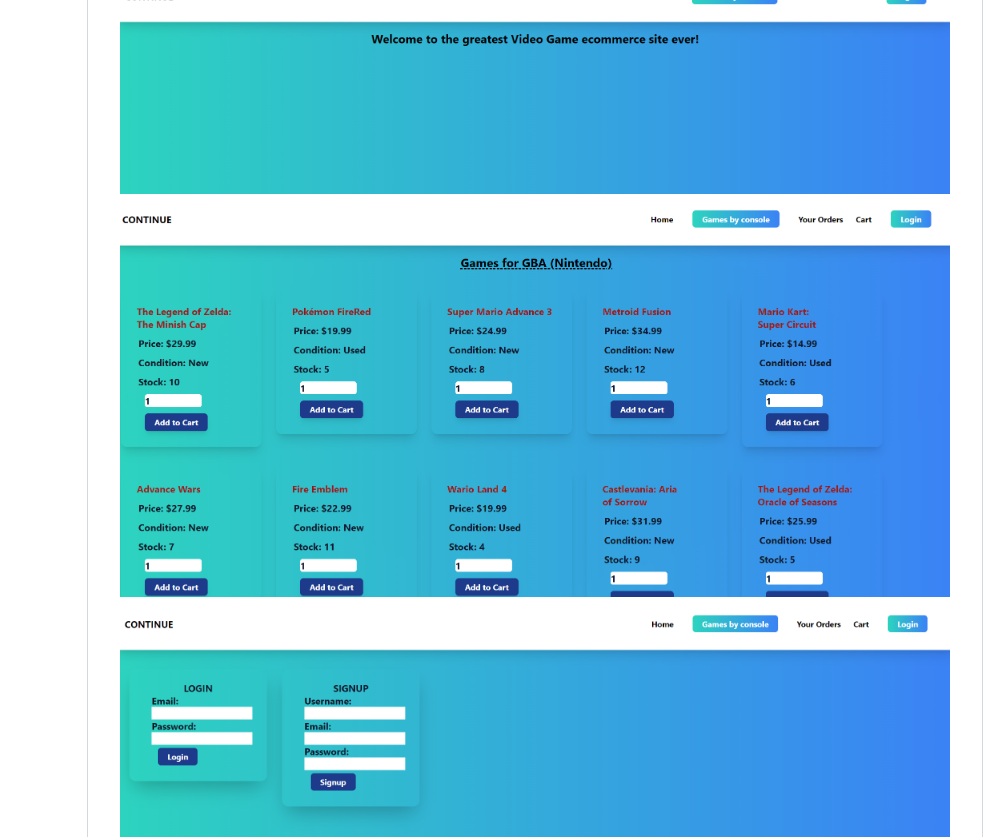 Welcome to the greatest Video Game ecommerce site ever!
CONTINUE
Home
Games by console
Your Orders
Cart
Login
Games for GBA (Nintendo)
The Legend of Zelda:
The Minish Cap
Price: $29.99
Condition: New
Stock: 10
1
Add to Cart
Pokémon FireRed
Price: $19.99
Condition: Used
Stock: 5
1
Add to Cart
Super Mario Advance 3
Price: $24.99
Condition: New
Stock: 8
1
Add to Cart
Metroid Fusion
Price: $34.99
Condition: New
Stock: 12
1
Add to Cart
Mario Kart:
Super Circuit
Price: $14.99
Condition: Used
Stock: 6
1
Add to Cart
Advance Wars
Price: $27.99
Condition: New
Stock: 7
1
Add to Cart
Fire Emblem
Price: $22.99
Condition: New
Stock: 11
1
Add to Cart
Wario Land 4
Price: $19.99
Condition: Used
Stock: 4
1
Add to Cart
Castlevania: Aria
of Sorrow
Price: $31.99
Condition: New
Stock: 9
1
The Legend of Zelda:
Oracle of Seasons
Price: $25.99
Condition: Used
Stock: 5
1
CONTINUE
Home
Games by console
Your Orders
Cart
Login
LOGIN
Email:
Password:
Login
SIGNUP
Username:
Email:
Password:
Signup